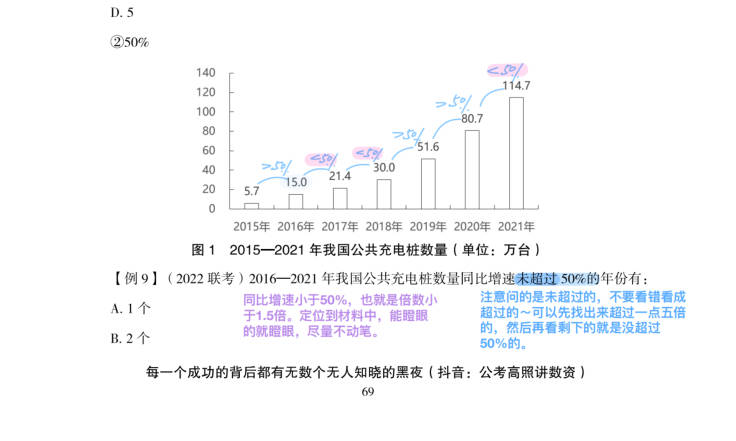 D. 5
②50%
140
120
100
80
60
40
20
0
<50%
114.7
>50%
80.7
>50%
51.6
<50%
30.0
<50%
21.4
>50%
15.0
5.7
2015年 2016年 2017年 2018年 2019年 2020年 2021年
图 1 2015—2021 年我国公共充电桩数量（单位：万台）
【例 9】（2022 联考）2016—2021 年我国公共充电桩数量同比增速未超过 50%的年份有：
A. 1 个
B. 2 个
同比增速小于50%，也就是倍数小
于1.5倍。定位到材料中，能瞪眼
的就瞪眼，尽量不动笔。
注意问的是未超过的，不要看错看成
超过的～可以先找出来超过一点五倍
的，然后再看剩下的就是没超过
50%的。
每一个成功的背后都有无数个无人知晓的黑夜（抖音：公考高照讲数资）
69